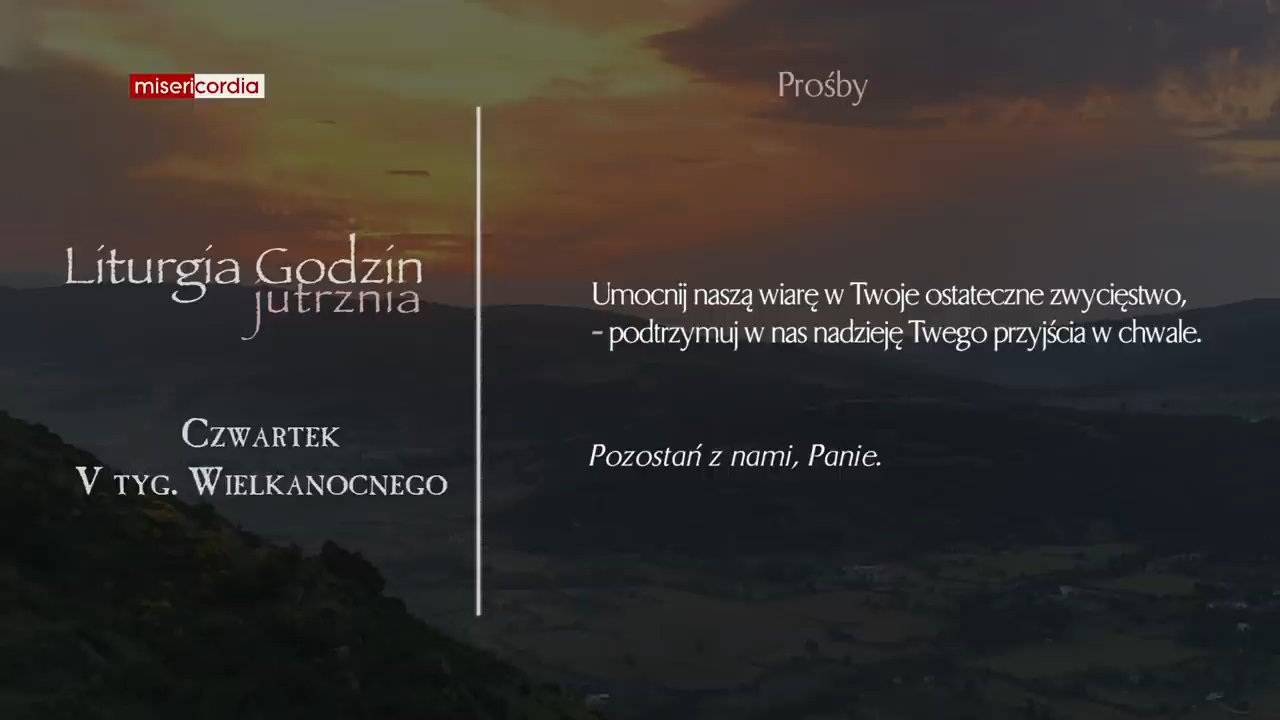 misericordia
Prośby
Liturgia Godzin
jutrznia
Czwartek
V tyg. Wielkanocnego
Umocnij naszą wiarę w Twoje ostateczne zwycięstwo,
- podtrzymuj w nas nadzieję Twego przyjścia w chwale.
Pozostań z nami, Panie.